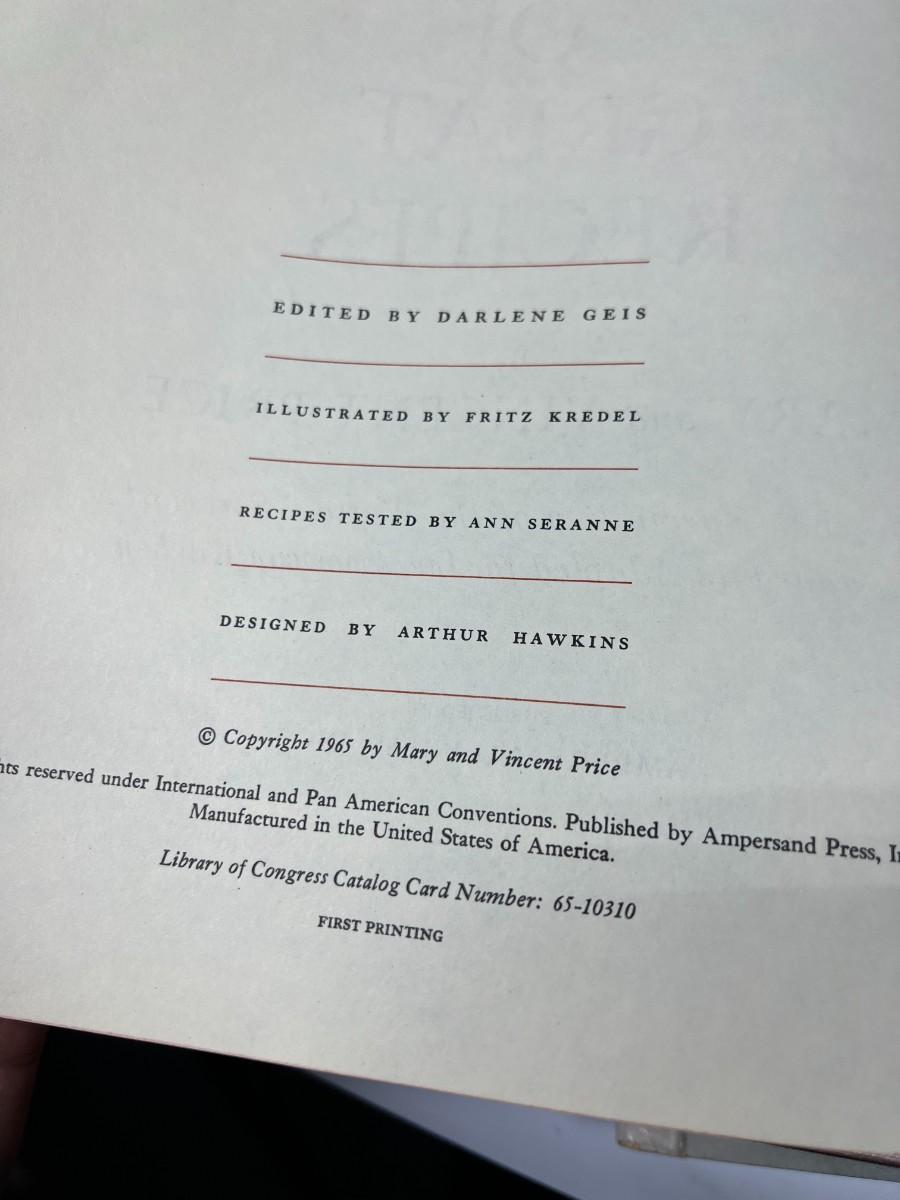 EDITED BY DARLENE GEIS
ILLUSTRATED BY FRITZ KREDEL
RECIPES TESTED BY ANN SERANNE
DESIGNED BY ARTHUR HAWKINS
© Copyright 1965 by Mary and Vincent Price
reserved under International and Pan American Conventions. Published by Ampersand Press,
Manufactured in the United States of America.
Library of Congress Catalog Card Number: 65-10310
FIRST PRINTING